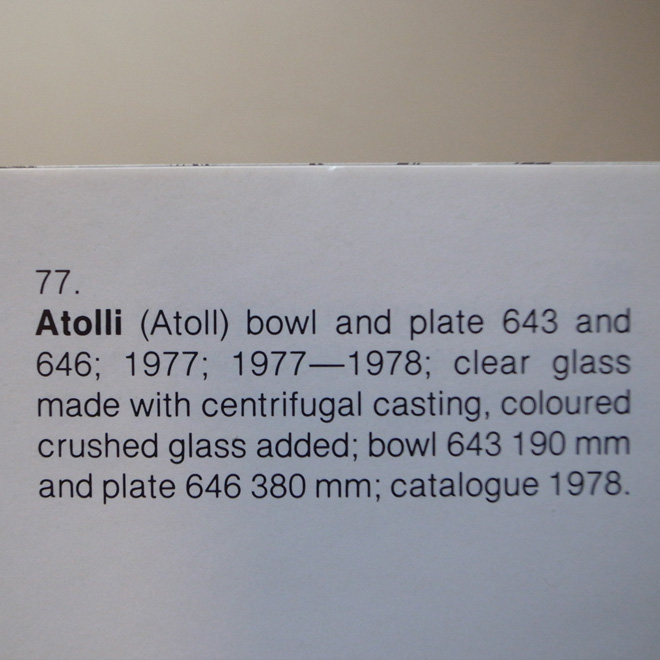 77.
Atolli (Atoll) bowl and plate 643 and
646; 1977; 1977—1978; clear glass
made with centrifugal casting, coloured
crushed glass added; bowl 643 190 mm
and plate 646 380 mm; catalogue 1978.